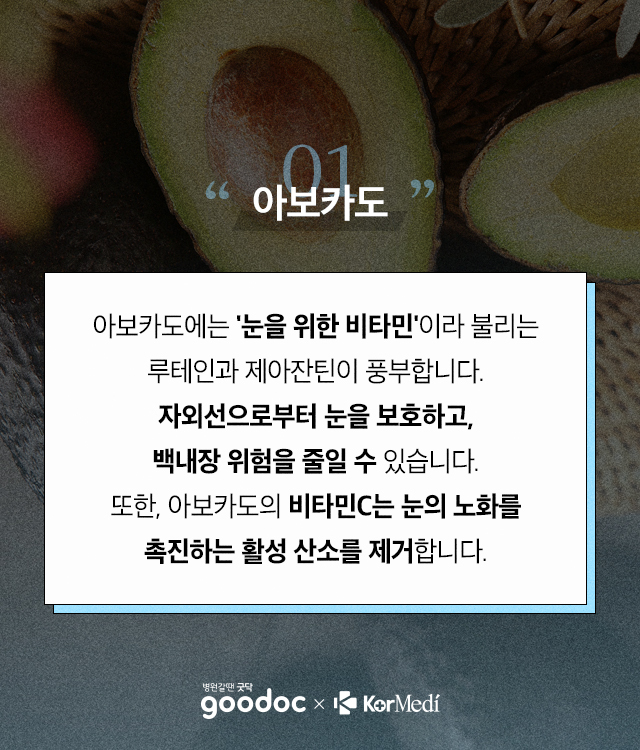 01
“ 아보카도 ”
아보카도에는 '눈을 위한 비타민'이라 불리는
루테인과 제아잔틴이 풍부합니다.
자외선으로부터 눈을 보호하고,
백내장 위험을 줄일 수 있습니다.
또한, 아보카도의 비타민C는 눈의 노화를
촉진하는 활성 산소를 제거합니다.
병원갈땐 굿닥
goodoc × KorMedi